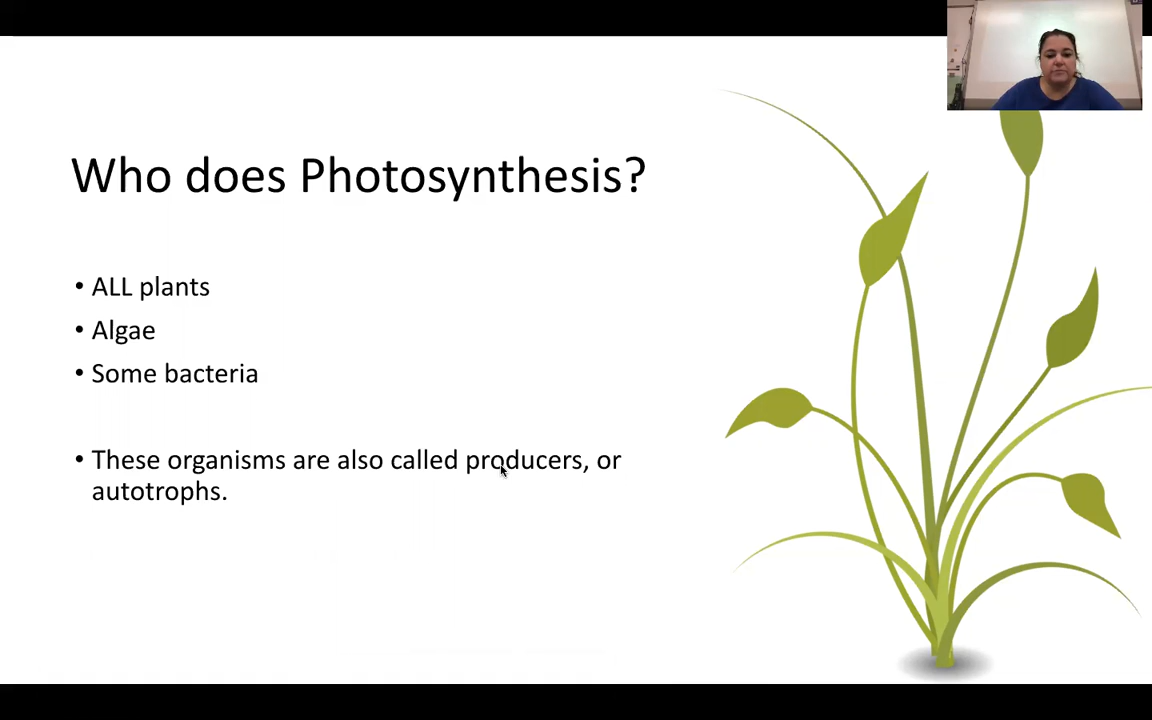 Who does Photosynthesis?
• ALL plants
• Algae
• Some bacteria
• These organisms are also called producers, or
autotrophs.